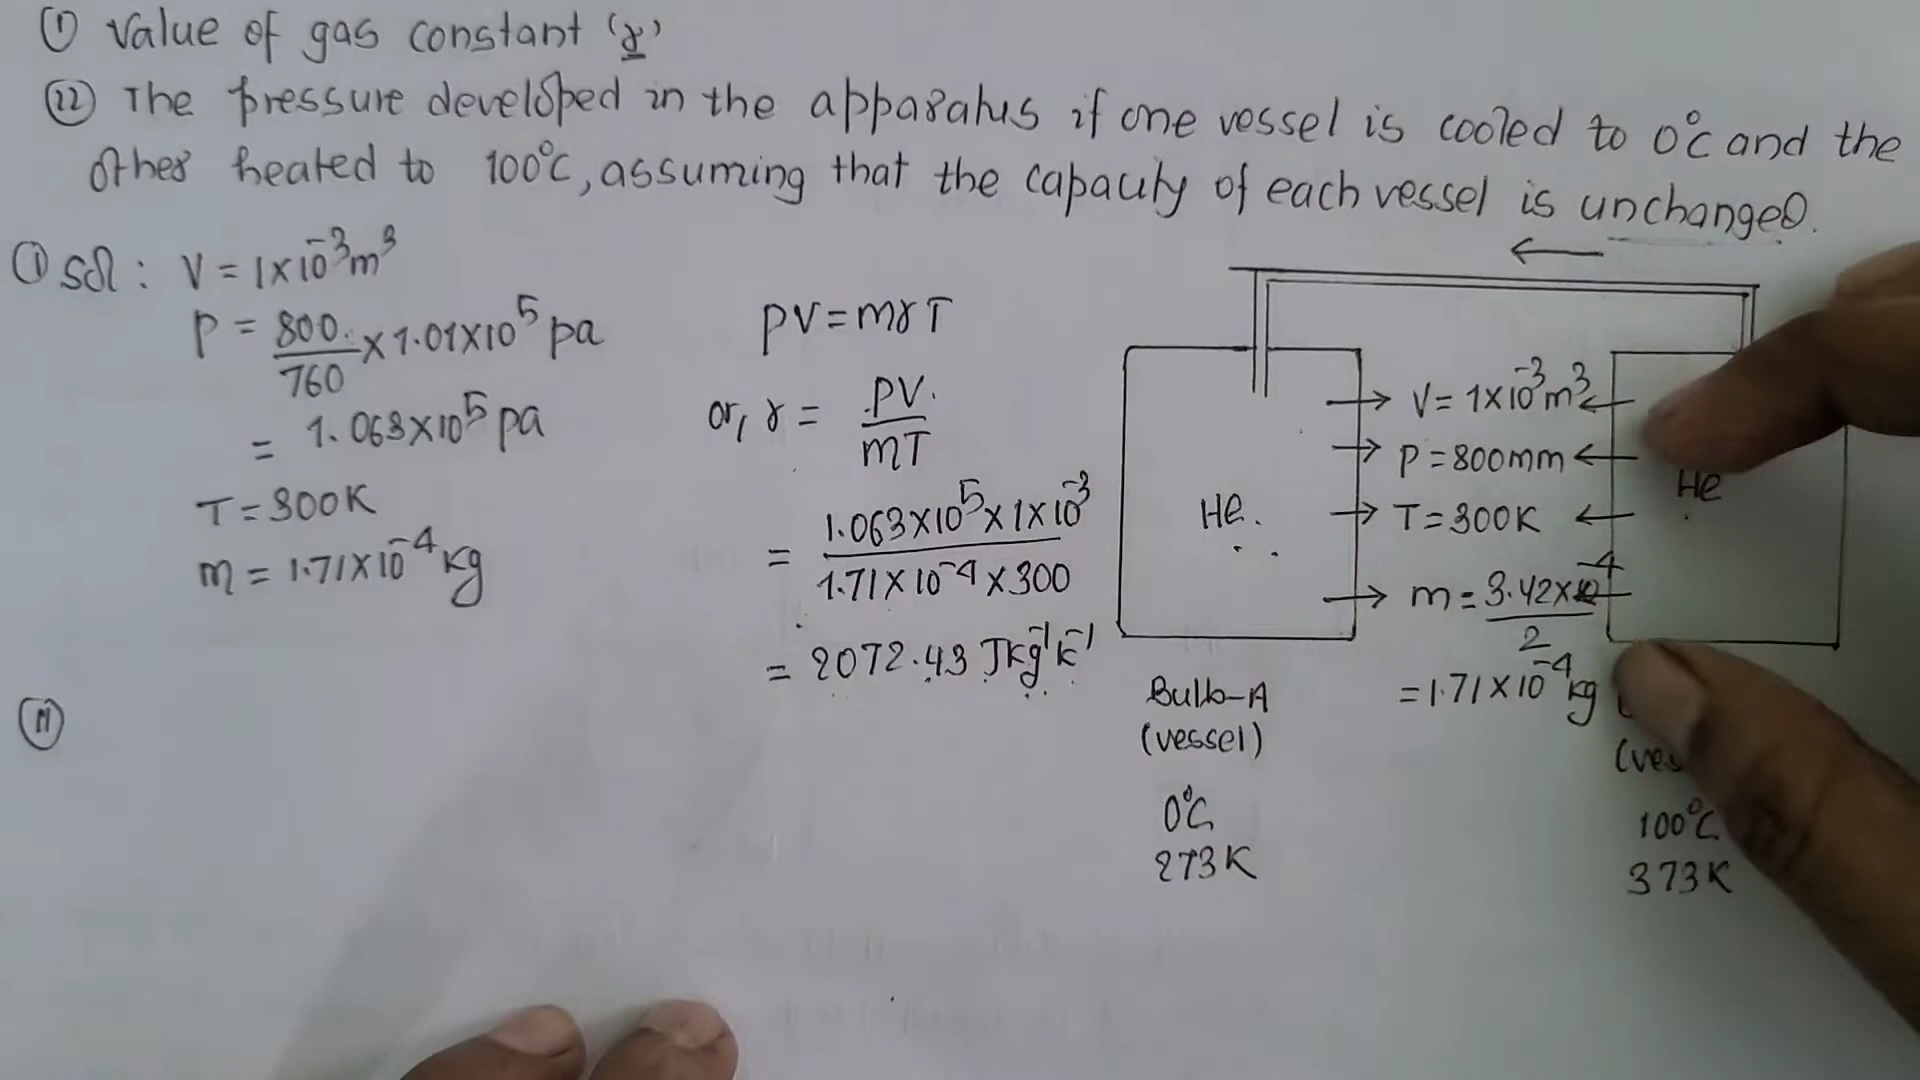 ① Value of gas constant 'r'
② The pressure developed in the apparatus if one vessel is cooled to 0°C and the
other heated to 100°C, assuming that the capacity of each vessel is unchanged.
① Sol: V = 1×10⁻³m³
P = 800/760 × 1.01×10⁵ pa
= 1.063×10⁵ pa
T = 300K
m = 1.71×10⁻⁴ kg
PV = mrT
or, r = PV/mT
= 1.063×10⁵×1×10⁻³/1.71×10⁻⁴×300
= 2072.43 Jkg⁻¹K⁻¹
He.
→ V = 1×10⁻³m³ ←
→ P = 800mm ←
→ T = 300K ←
→ m = 3.42×10⁻⁴/2 ←
= 1.71×10⁻⁴ kg
He
Bulb-A
(vessel)
0°C
273K
100°C
373K
⑪